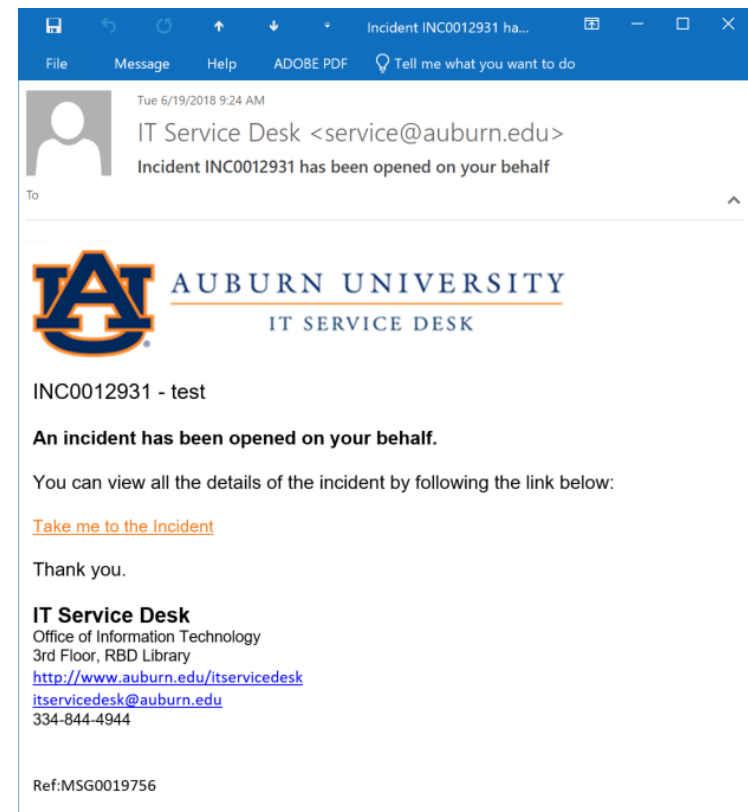 Incident INC0012931 ha...
File Message Help ADOBE PDF Tell me what you want to do
Tue 6/19/2018 9:24 AM
IT Service Desk <service@auburn.edu>
Incident INC0012931 has been opened on your behalf
To
AU
AUBURN UNIVERSITY
IT SERVICE DESK
INC0012931 - test
An incident has been opened on your behalf.
You can view all the details of the incident by following the link below:
Take me to the Incident
Thank you.
IT Service Desk
Office of Information Technology
3rd Floor, RBD Library
http://www.auburn.edu/itservicedesk
itservicedesk@auburn.edu
334-844-4944
Ref:MSG0019756